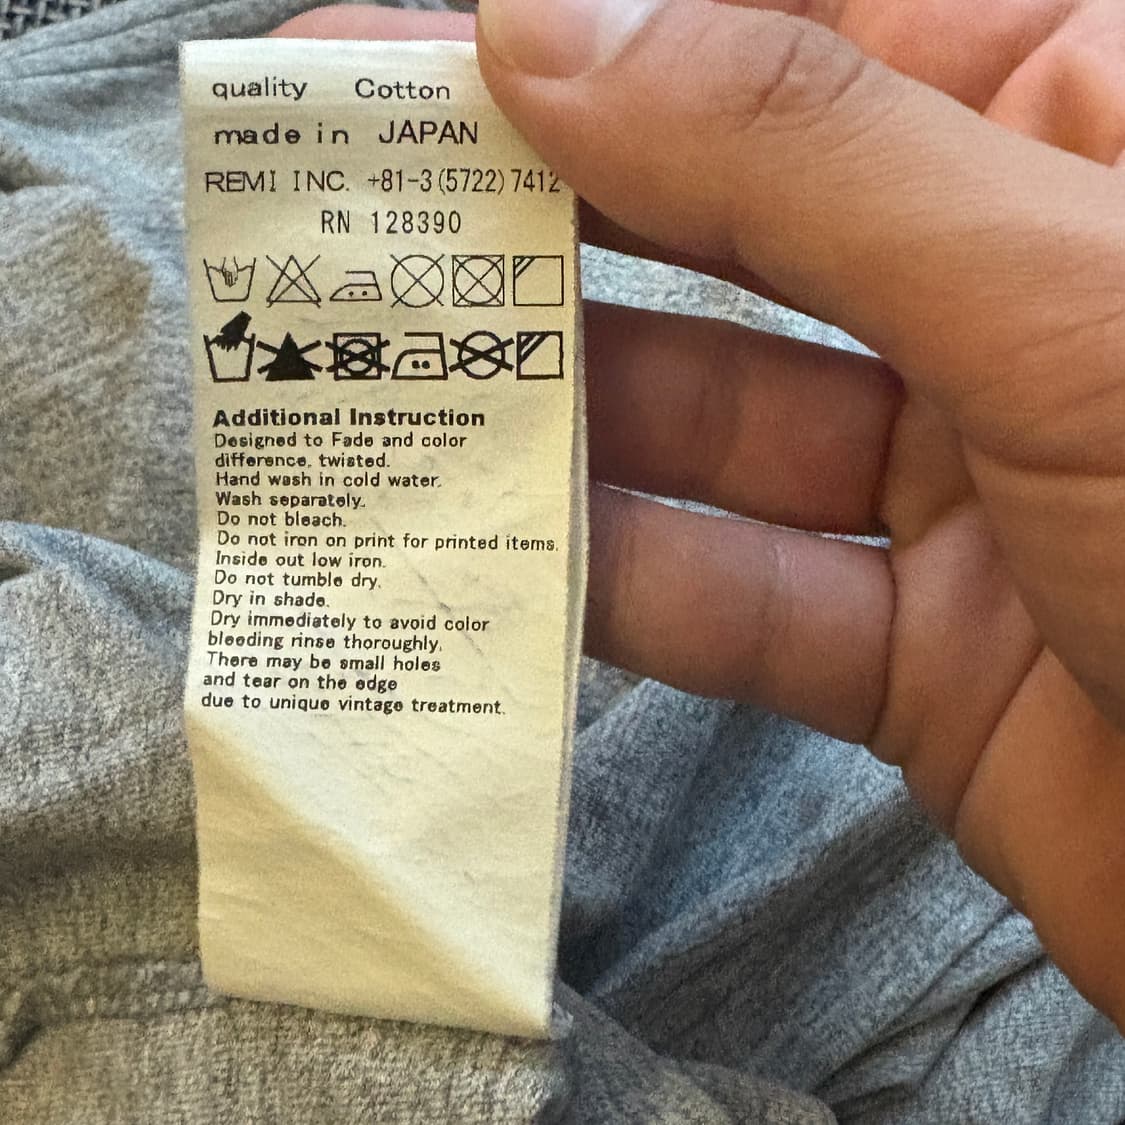 quality Cotton
made in JAPAN
REMI INC. +81-3(5722)7412
RN 128390
Additional Instruction
Designed to Fade and color
difference, twisted.
Hand wash in cold water.
Wash separately.
Do not bleach.
Do not iron on print for printed items.
Inside out low iron.
Do not tumble dry.
Dry in shade.
Dry immediately to avoid color
bleeding rinse thoroughly.
There may be small holes
and tear on the edge
due to unique vintage treatment.